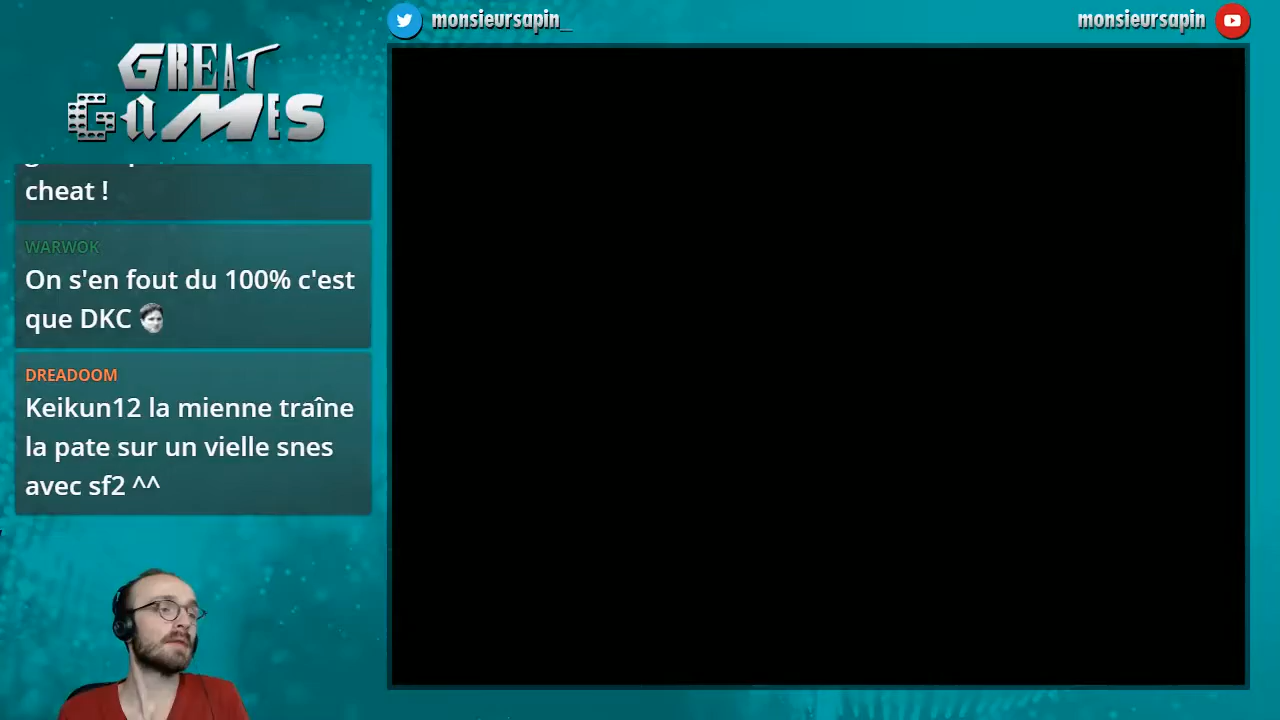 monsieursapin_
monsieursapin
GREAT
GAMES
cheat !
WARWOK
On s'en fout du 100% c'est
que DKC
DREADOOM
Keikun12 la mienne traîne
la pate sur un vielle snes
avec sf2 ^^